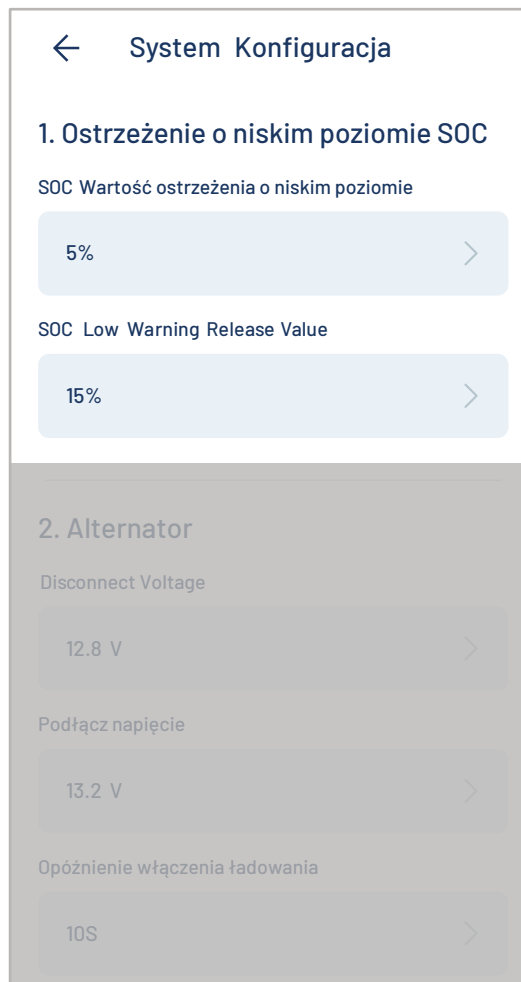 System Konfiguracja
1. Ostrzeżenie o niskim poziomie SOC
SOC Wartość ostrzeżenia o niskim poziomie
5%
SOC Low Warning Release Value
15%
2. Alternator
Disconnect Voltage
12.8 V
Podłącz napięcie
13.2 V
Opóźnienie włączenia ładowania
10S